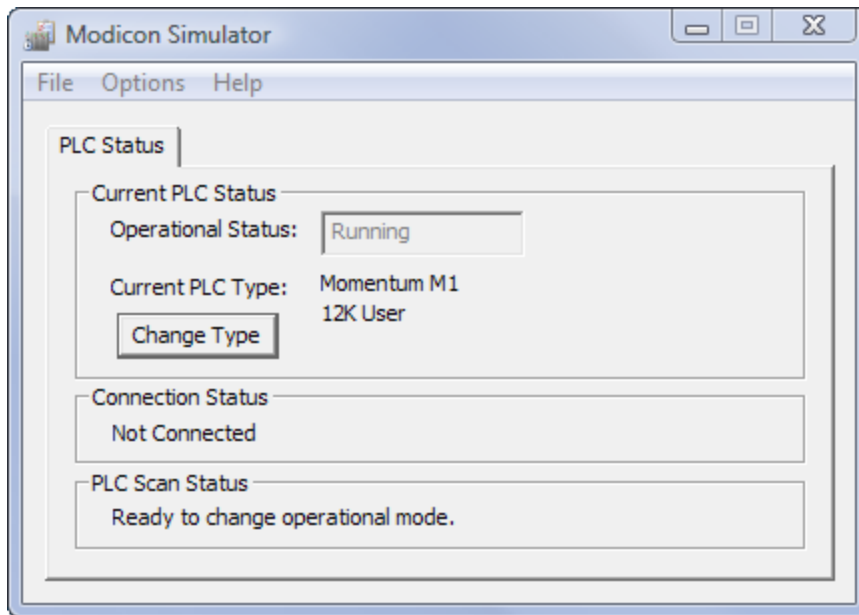 Modicon Simulator
File Options Help
PLC Status
Current PLC Status
Operational Status: Running
Current PLC Type: Momentum M1
12K User
Change Type
Connection Status
Not Connected
PLC Scan Status
Ready to change operational mode.